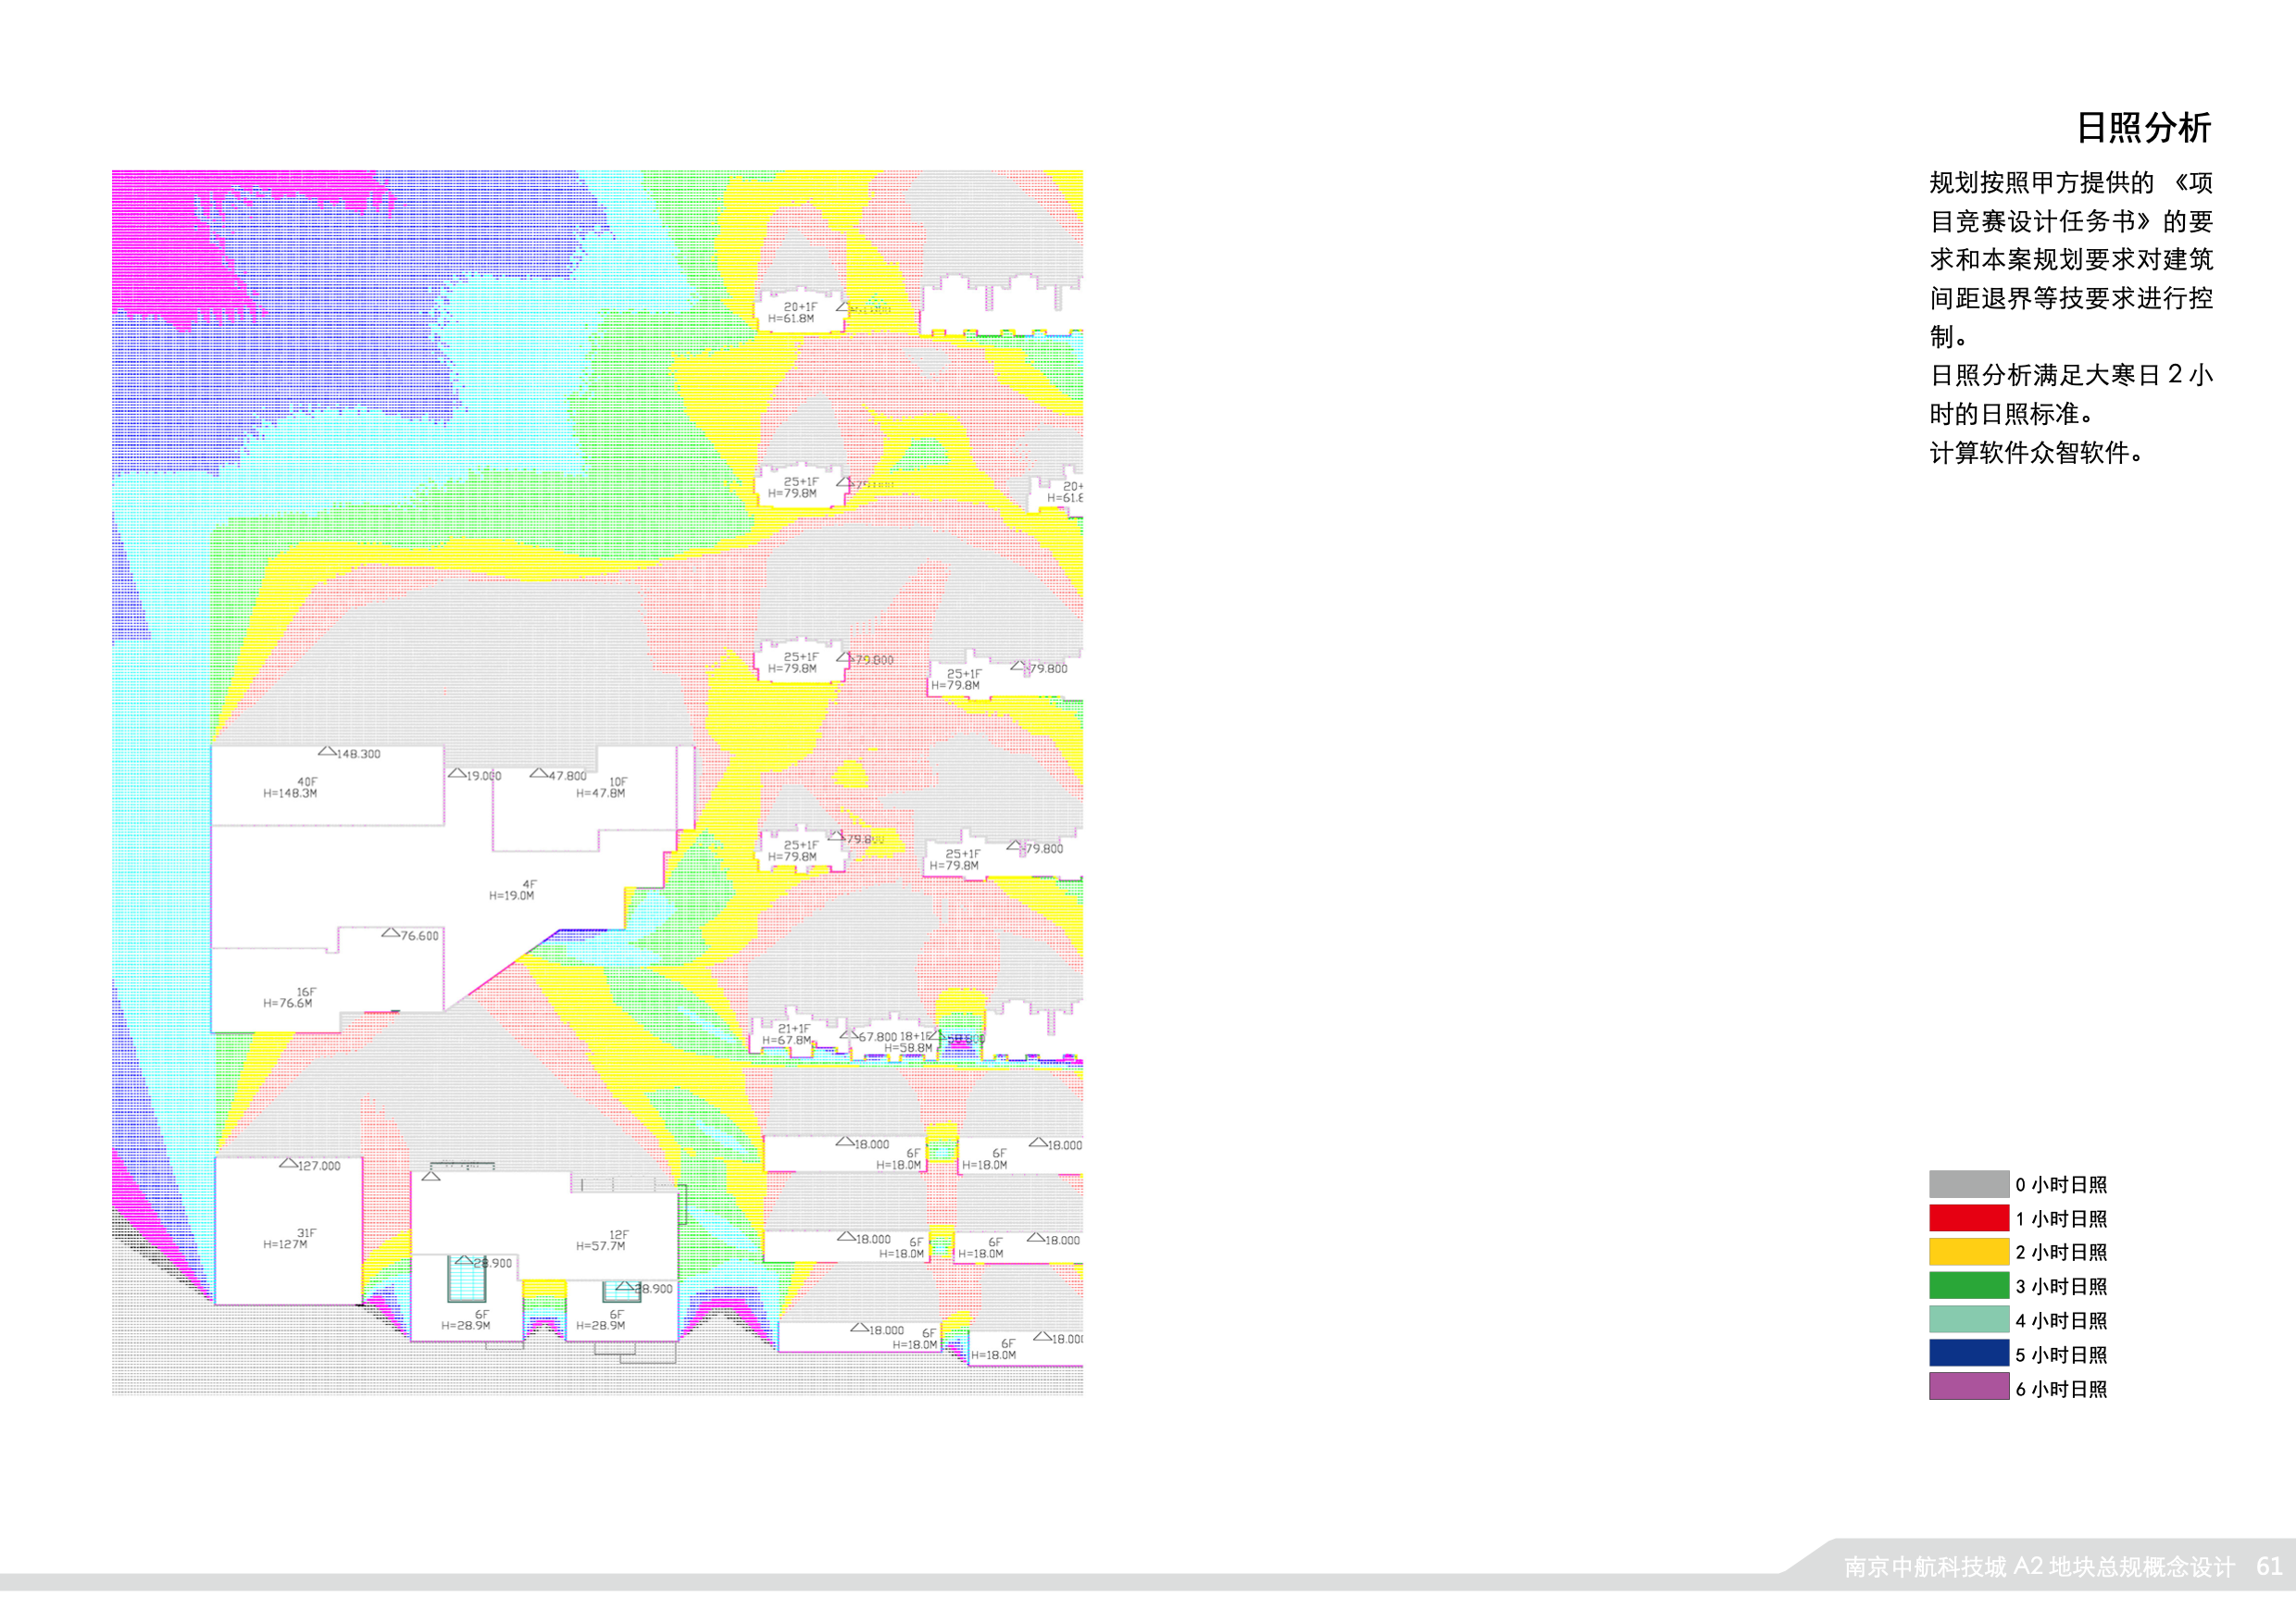 日照分析
规划按照甲方提供的 《项
目竞赛设计任务书》的要
求和本案规划要求对建筑
间距退界等技要求进行控
制。
日照分析满足大寒日 2 小
时的日照标准。
计算软件众智软件。
20+1F
H=61.8M
25+1F
H=79.8M
25+1F
H=79.8M
79.800
25+1F
H=79.8M
79.800
148.300
40F
H=148.3M
19.000
47.800
10F
H=47.8M
25+1F
H=79.8M
25+1F
H=79.8M
79.800
4F
H=19.0M
76.600
16F
H=76.6M
21+1F
H=67.8M
67.800
18+1F
H=58.8M
18.000
6F
H=18.0M
6F
H=18.0M
18.000
127.000
31F
H=127M
12F
H=57.7M
18.000
6F
H=18.0M
6F
H=18.0M
18.000
28.900
28.900
6F
H=28.9M
6F
H=28.9M
18.000
6F
H=18.0M
6F
H=18.0M
0 小时日照
1 小时日照
2 小时日照
3 小时日照
4 小时日照
5 小时日照
6 小时日照
南京中航科技城 A2 地块总规概念设计 61